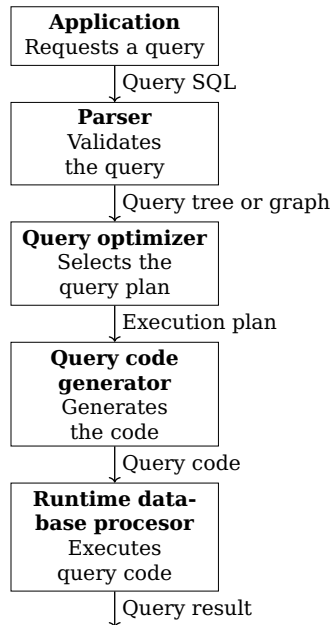 Application
Requests a query
Query SQL
Parser
Validates
the query
Query tree or graph
Query optimizer
Selects the
query plan
Execution plan
Query code
generator
Generates
the code
Query code
Runtime data-
base procesor
Executes
query code
Query result